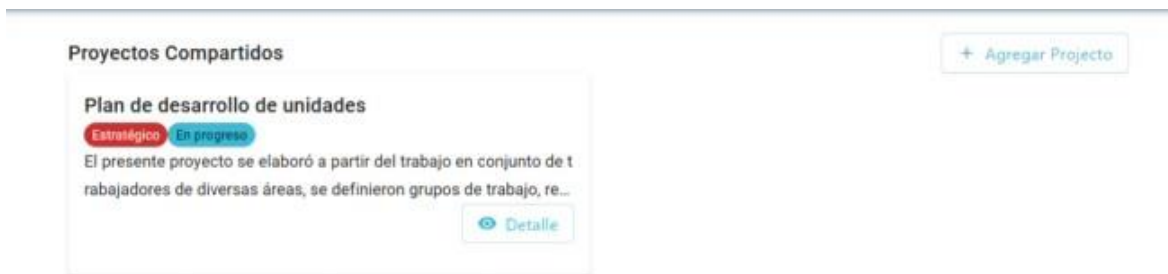 Proyectos Compartidos
+ Agregar Projecto
Plan de desarrollo de unidades
Estratégico En progreso
El presente proyecto se elaboró a partir del trabajo en conjunto de t
rabajadores de diversas áreas, se definieron grupos de trabajo, re...
Detalle